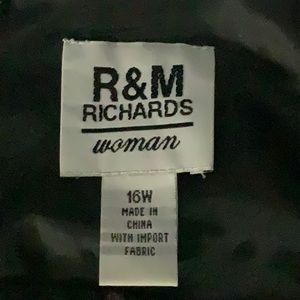 R&M
RICHARDS
woman
16W
MADE IN
CHINA
WITH IMPORT
FABRIC